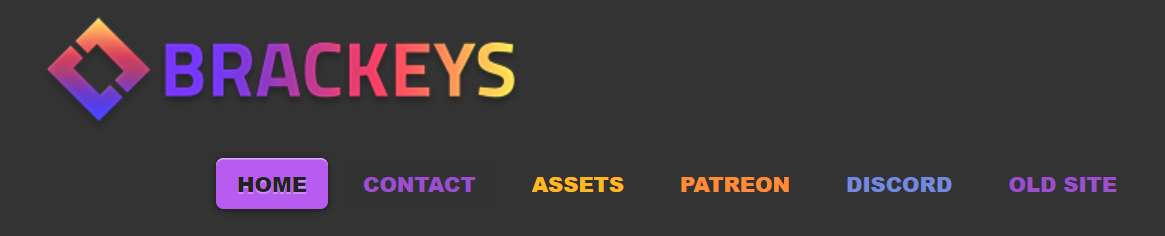 BRACKEYS
HOME CONTACT ASSETS PATREON DISCORD OLD SITE